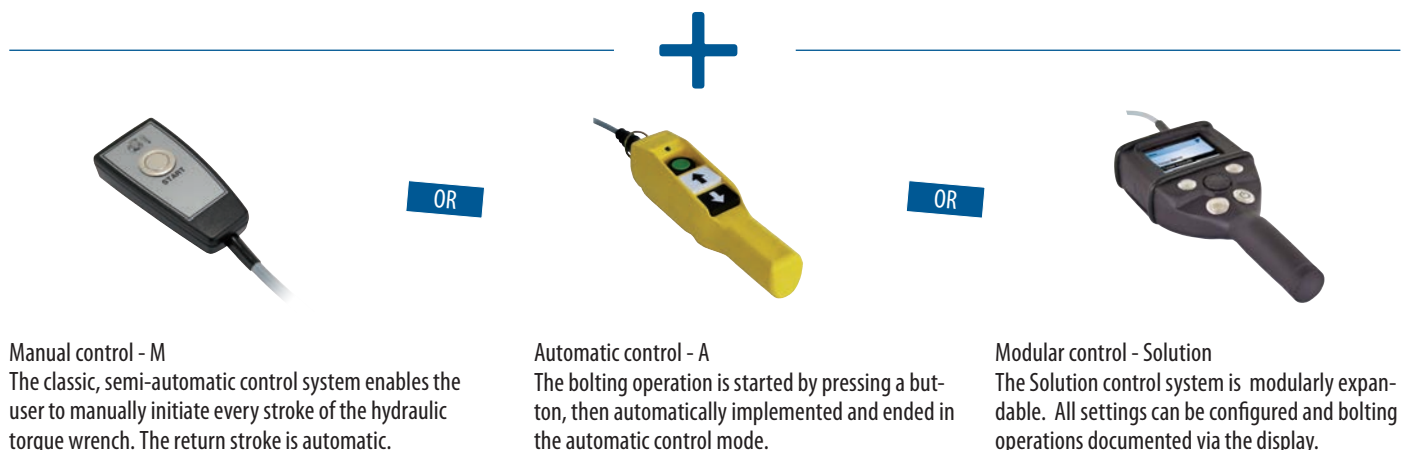 START
OR
OR
Manual control - M
The classic, semi-automatic control system enables the
user to manually initiate every stroke of the hydraulic
torque wrench. The return stroke is automatic.
Automatic control - A
The bolting operation is started by pressing a but-
ton, then automatically implemented and ended in
the automatic control mode.
Modular control - Solution
The Solution control system is  modularly expan-
dable.  All settings can be configured and bolting
operations documented via the display.